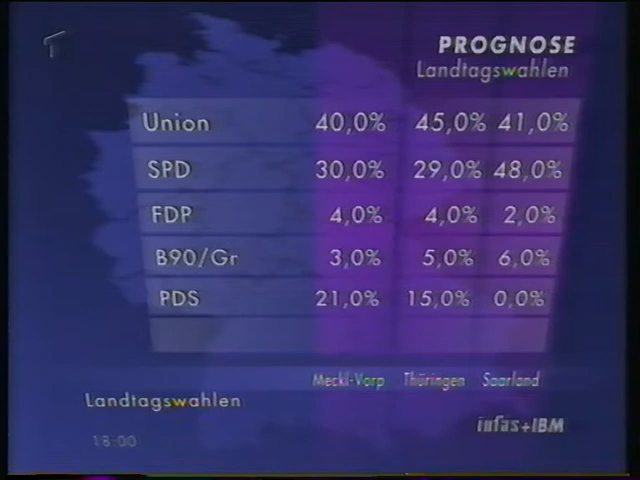 PROGNOSE
Landtagswahlen
Union 40,0% 45,0% 41,0%
SPD 30,0% 29,0% 48,0%
FDP 4,0% 4,0% 2,0%
B90/Gr 3,0% 5,0% 6,0%
PDS 21,0% 15,0% 0,0%
Meckl-Vorp Thüringen Saarland
Landtagswahlen
infas+IBM
18:00